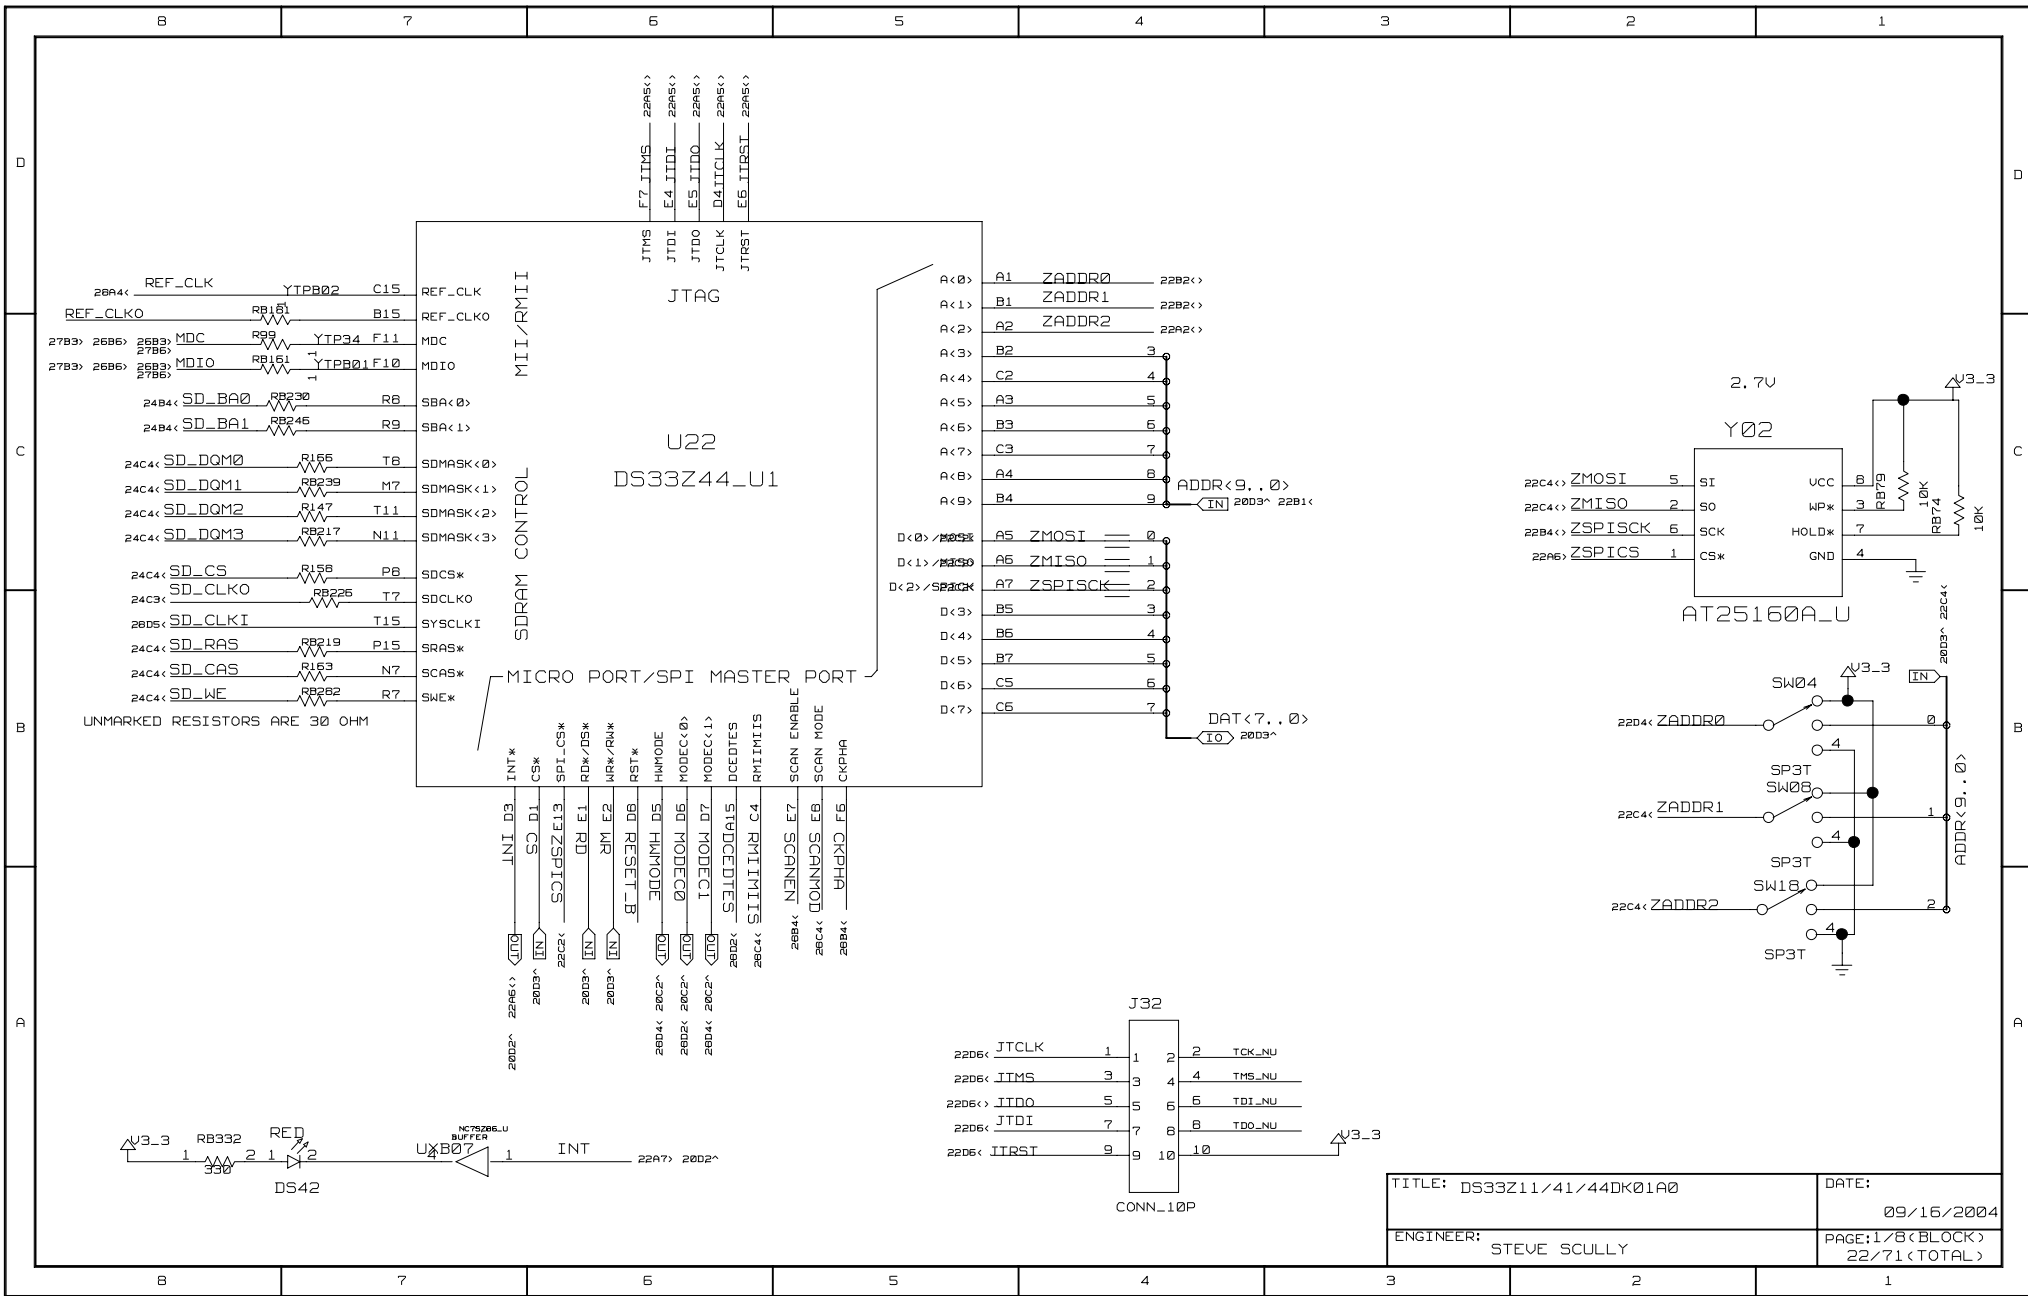 8 7 6 5 4 3 2 1
D
C
B
A
D
C
B
A
22A5<> 22A5<> 22A5<> 22A5<> 22A5<>
F7 JTMS
E4 JTDI
E5 JTDO
D4 JTCLK
E6 JTRST
JTMS
JTDI
JTDO
JTCLK
JTRST
JTAG
MII/RMII
SDRAM CONTROL
U22
DS33Z44_U1
MICRO PORT/SPI MASTER PORT
28A4< REF_CLK YTPB02 C15 REF_CLK
REF_CLKO RB181 1 B15 REF_CLKO
27B3> 26B6> 26B3> 27B6> MDC R99 YTP34 1 F11 MDC
27B3> 26B6> 26B3> 27B6> MDIO RB161 1 YTPB01 F10 MDIO
24B4< SD_BA0 RB230 R8 SBA<0>
24B4< SD_BA1 RB246 R9 SBA<1>
24C4< SD_DQM0 R166 T8 SDMASK<0>
24C4< SD_DQM1 RB239 M7 SDMASK<1>
24C4< SD_DQM2 R147 T11 SDMASK<2>
24C4< SD_DQM3 RB217 N11 SDMASK<3>
24C4< SD_CS R158 P8 SDCS*
24C3< SD_CLKO RB226 T7 SDCLKO
28D5< SD_CLKI T15 SYSCLKI
24C4< SD_RAS RB219 P15 SRAS*
24C4< SD_CAS R163 N7 SCAS*
24C4< SD_WE RB262 R7 SWE*
UNMARKED RESISTORS ARE 30 OHM
A<0> A1 ZADDR0 22B2<>
A<1> B1 ZADDR1 22B2<>
A<2> A2 ZADDR2 22A2<>
A<3> B2 3
A<4> C2 4
A<5> A3 5
A<6> B3 6
A<7> C3 7
A<8> A4 8
A<9> B4 9
ADDR<9..0>
IN 20D3^ 22B1<
D<0>/MOSI A5 ZMOSI 0
D<1>/MISO A6 ZMISO 1
D<2>/SPICK A7 ZSPISCK 2
D<3> B5 3
D<4> B6 4
D<5> B7 5
D<6> C5 6
D<7> C6 7
DAT<7..0>
IO 20D3^
INT* D3 INT OUT 20D2^ 22A6<>
CS* D1 CS IN 20D3^
SPI_CS* E13 ZSPICS 22C2<
RD*/DS* E1 RD IN 20D3^
WR*/RW* E2 WR IN 20D3^
RST* D8 RESET_B
HWMODE D5 HWMODE OUT 28D4< 20C2^
MODEC<0> D6 MODEC0 OUT 28D2< 20C2^
MODEC<1> D7 MODEC1 OUT 28D4< 20C2^
DCEDTES A15 DCEDTES 28D2<
RMIIMIIS C4 RMIIMIIS 28C4<
SCAN ENABLE E7 SCANEN 28B4<
SCAN MODE E8 SCANMOD 28C4<
CKPHA F6 CKPHA 28B4<
2.7V
Y02
V3_3
22C4<> ZMOSI 5 SI
22C4<> ZMISO 2 SO
22B4<> ZSPISCK 6 SCK
22A6> ZSPICS 1 CS*
VCC 8
WP* 3
HOLD* 7
GND 4
RB79 10K
RB74 10K
AT25160A_U
20D3^ 22C4<
IN
V3_3
SW04
22D4< ZADDR0 0
4
SP3T
SW08
22C4< ZADDR1 1
4
SP3T
SW18
22C4< ZADDR2 2
4
SP3T
ADDR<9..0>
J32
22D6< JTCLK 1 1 2 2 TCK_NU
22D6< JTMS 3 3 4 4 TMS_NU
22D6<> JTDO 5 5 6 6 TDI_NU
22D6< JTDI 7 7 8 8 TDO_NU
22D6< JTRST 9 9 10 10 V3_3
CONN_10P
V3_3 1 RB332 2 330 1 RED 2 DS42
UXB07 4 NC7SZ86_U BUFFER 1 INT 22A7> 20D2^
TITLE: DS33Z11/41/44DK01A0
DATE: 09/16/2004
ENGINEER: STEVE SCULLY
PAGE:1/8(BLOCK)
22/71(TOTAL)
8 7 6 5 4 3 2 1